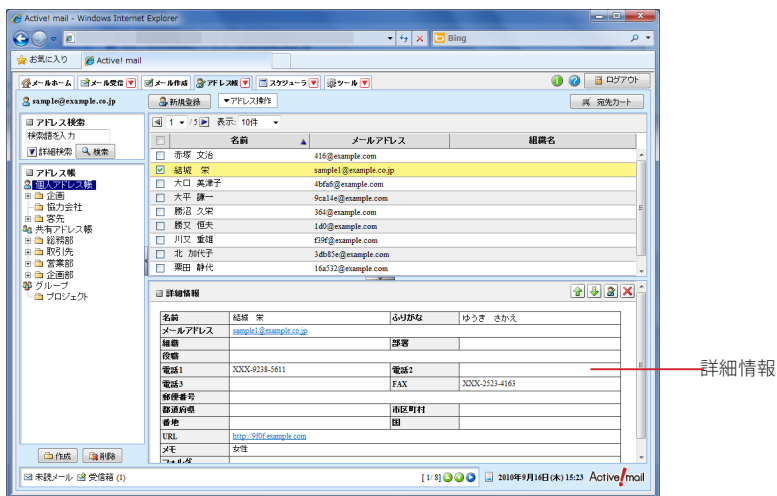 Active! mail - Windows Internet Explorer
Bing
お気に入り Active! mail
メールホーム メール受信 メール作成 アドレス帳 スケジューラ ツール ログアウト
sample@example.co.jp 新規登録 ▼アドレス操作 宛先カート
アドレス検索
検索語を入力
詳細検索 検索
アドレス帳
個人アドレス帳
企画
協力会社
客先
共有アドレス帳
総務部
取引先
営業部
企画部
グループ
プロジェクト
作成 削除
1 /5 表示: 10件
名前 ▲ メールアドレス 組織名
赤塚 文治 416@example.com
結城 栄 sample1@example.co.jp
大口 美津子 4bfa6@example.com
大平 謙一 9ca14e@example.com
勝沼 久栄 364@example.com
勝又 恒夫 1d0@example.com
川又 重雄 f39f@example.com
北 加代子 3db85e@example.com
栗田 静代 16a532@example.com
詳細情報
名前 結城 栄 ふりがな ゆうき さかえ
メールアドレス sample1@example.co.jp
組織 部署
役職
電話1 XXX-9238-5611 電話2
電話3 FAX XXX-2523-4163
郵便番号
都道府県 市区町村
番地 国
URL http://9f0f.example.com
メモ 女性
フォルダ
未読メール 受信箱 (1) [1/8] 2010年9月16日(木) 15:23 Active! mail
詳細情報